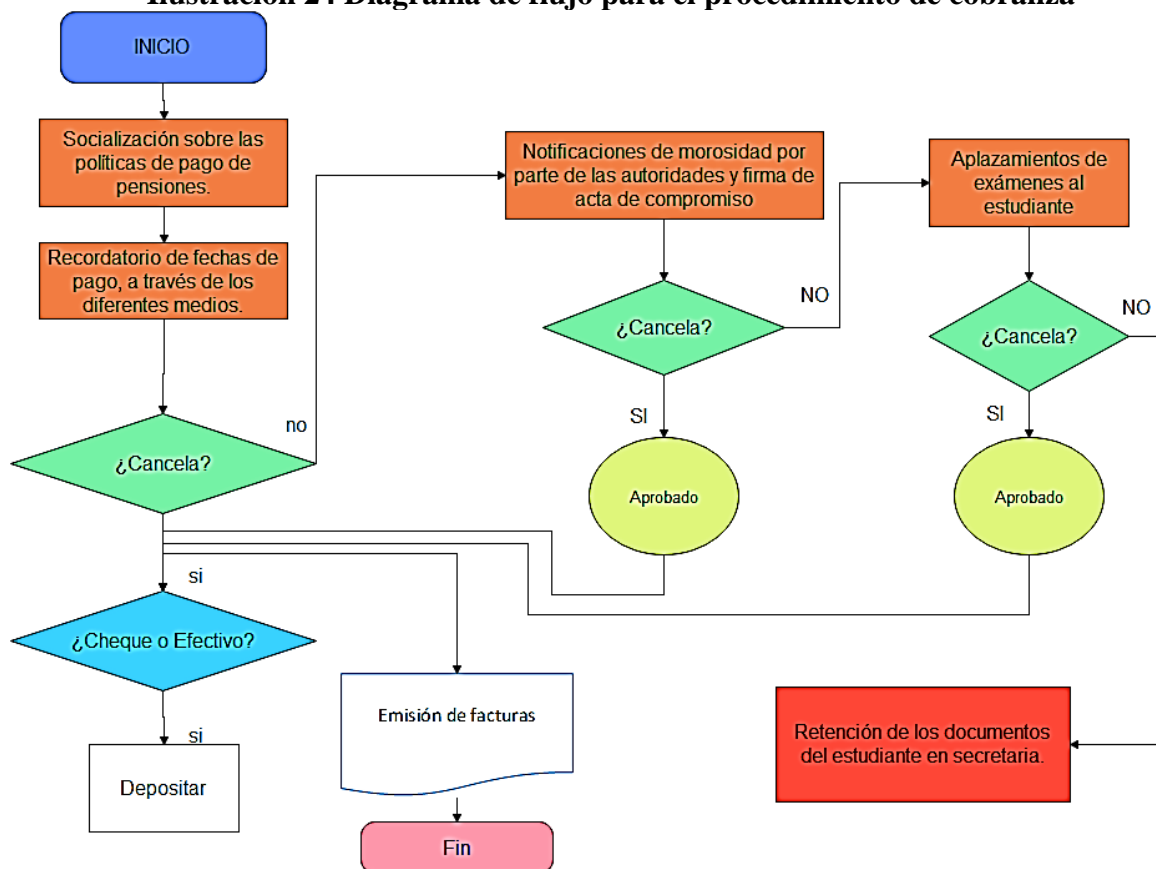 Ilustración 24 Diagrama de flujo para el procedimiento de cobranza
INICIO
Socialización sobre las
políticas de pago de
pensiones.
Recordatorio de fechas de
pago, a través de los
diferentes medios.
¿Cancela?
no
si
¿Cheque o Efectivo?
si
Depositar
Notificaciones de morosidad por
parte de las autoridades y firma de
acta de compromiso
¿Cancela?
NO
SI
Aprobado
Aplazamientos de
exámenes al
estudiante
¿Cancela?
NO
SI
Aprobado
Emisión de facturas
Fin
Retención de los documentos
del estudiante en secretaria.